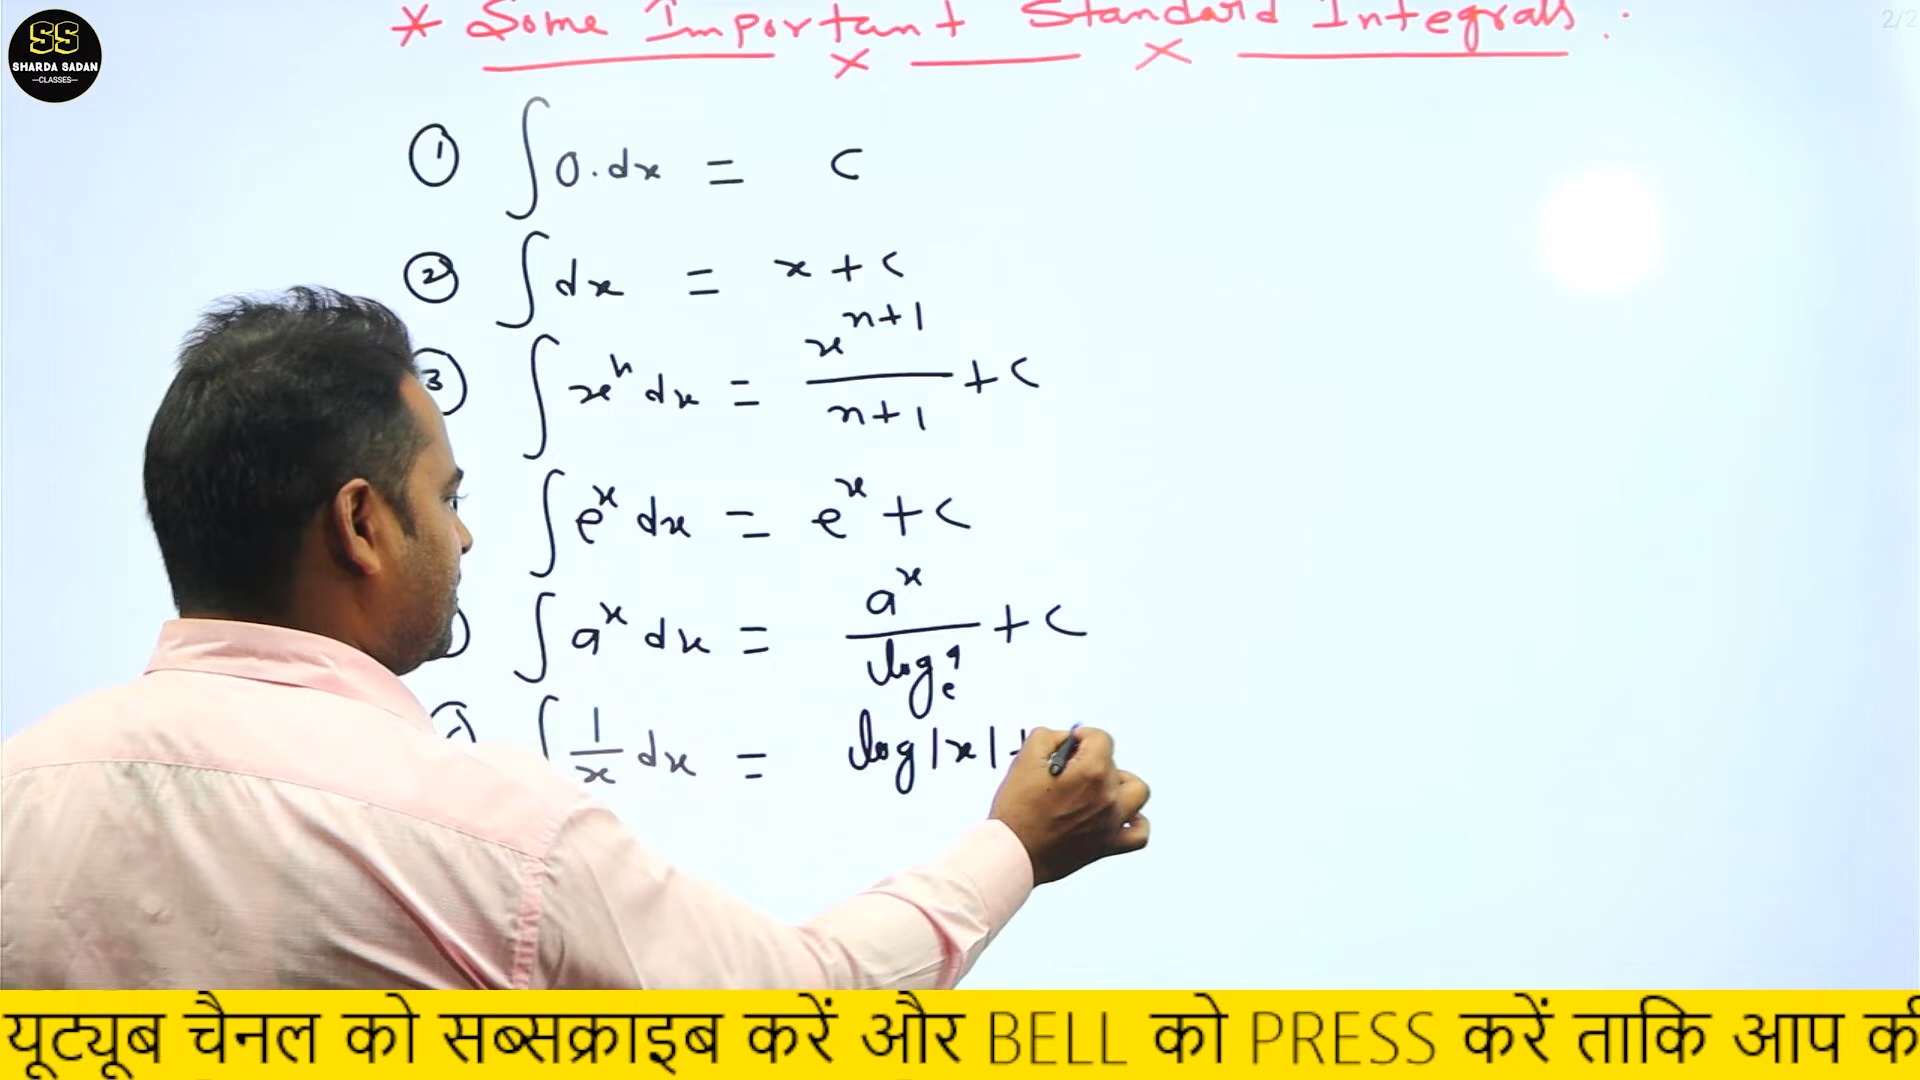 SS
SHARDA SADAN
—CLASSES—
2/2
* Some Important Standard Integrals :
① ∫0.dx = c
② ∫dx = x + c
③ ∫xⁿ dx = xⁿ⁺¹/n+1 + c
∫eˣ dx = eˣ + c
∫aˣ dx = aˣ/logₑa + c
∫1/x dx = log|x| +
यूट्यूब चैनल को सब्सक्राइब करें और BELL को PRESS करें ताकि आप की